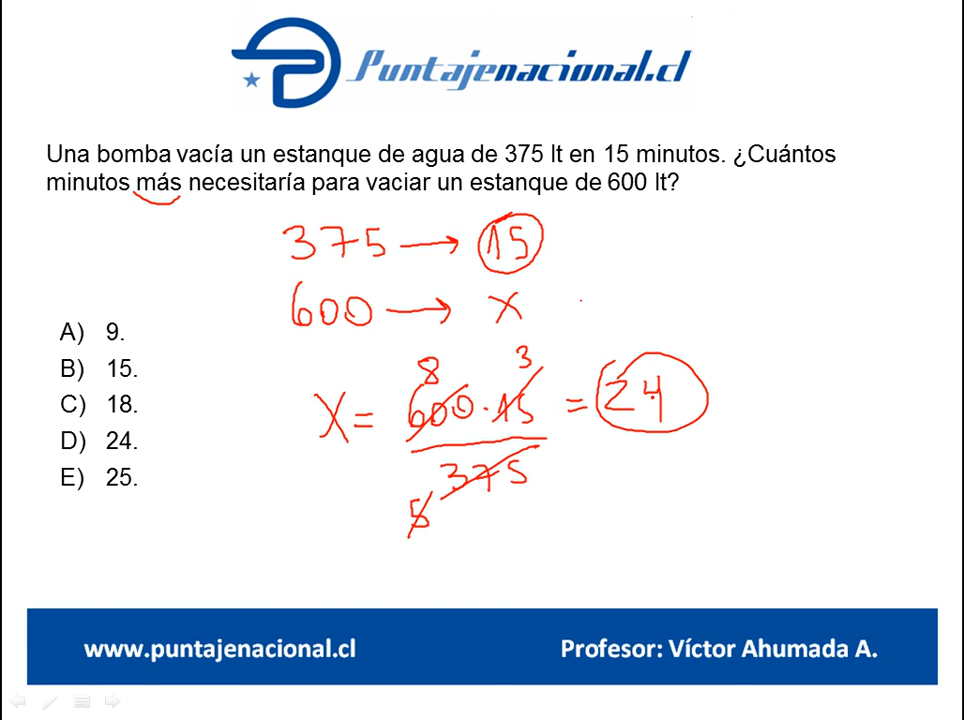 Puntajenacional.cl
Una bomba vacía un estanque de agua de 375 lt en 15 minutos. ¿Cuántos
minutos más necesitaría para vaciar un estanque de 600 lt?
375 → 15
600 → x
A) 9.
B) 15.
C) 18.
D) 24.
E) 25.
8 3
X = 600 · 15 = 24
375
5
www.puntajenacional.cl
Profesor: Víctor Ahumada A.